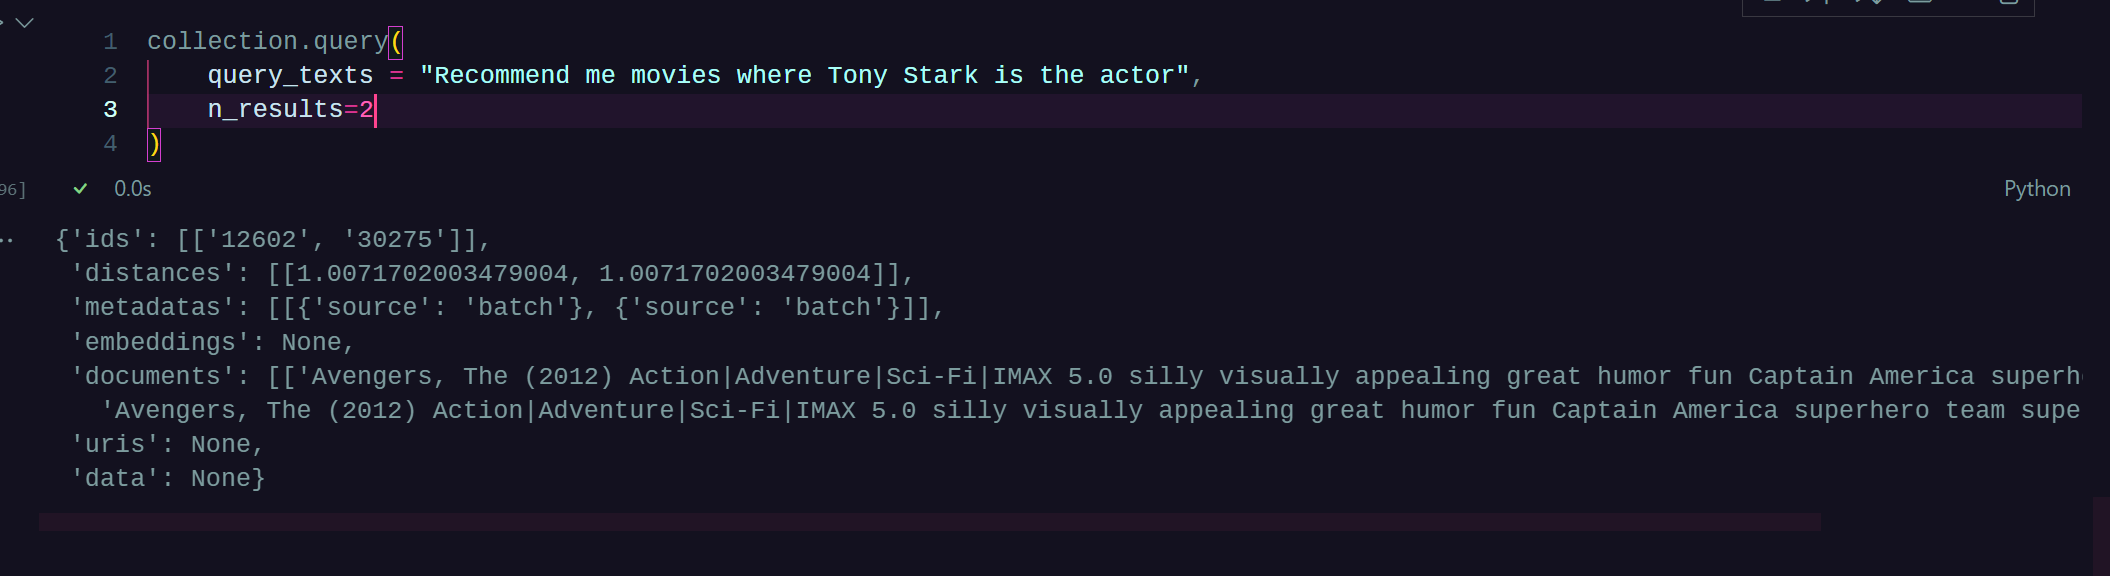 1 collection.query(
2     query_texts = "Recommend me movies where Tony Stark is the actor",
3     n_results=2
4 )
96] 0.0s Python
{'ids': [['12602', '30275']],
'distances': [[1.0071702003479004, 1.0071702003479004]],
'metadatas': [[{'source': 'batch'}, {'source': 'batch'}]],
'embeddings': None,
'documents': [['Avengers, The (2012) Action|Adventure|Sci-Fi|IMAX 5.0 silly visually appealing great humor fun Captain America superh
'Avengers, The (2012) Action|Adventure|Sci-Fi|IMAX 5.0 silly visually appealing great humor fun Captain America superhero team supe
'uris': None,
'data': None}